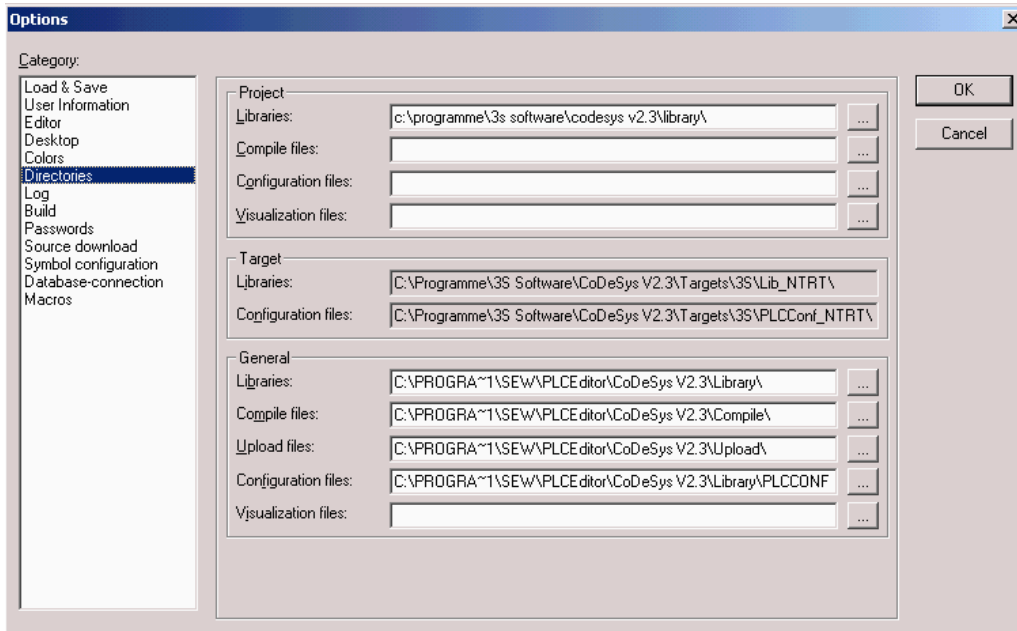 Options
Category:
Load & Save
User Information
Editor
Desktop
Colors
Directories
Log
Build
Passwords
Source download
Symbol configuration
Database-connection
Macros
Project
Libraries: c:\programme\3s software\codesys v2.3\library\ ...
Compile files: ...
Configuration files: ...
Visualization files: ...
Target
Libraries: C:\Programme\3S Software\CoDeSys V2.3\Targets\3S\Lib_NTRT\
Configuration files: C:\Programme\3S Software\CoDeSys V2.3\Targets\3S\PLCConf_NTRT\
General
Libraries: C:\PROGRA~1\SEW\PLCEditor\CoDeSys V2.3\Library\ ...
Compile files: C:\PROGRA~1\SEW\PLCEditor\CoDeSys V2.3\Compile\ ...
Upload files: C:\PROGRA~1\SEW\PLCEditor\CoDeSys V2.3\Upload\ ...
Configuration files: C:\PROGRA~1\SEW\PLCEditor\CoDeSys V2.3\Library\PLCCONF ...
Visualization files: ...
OK
Cancel